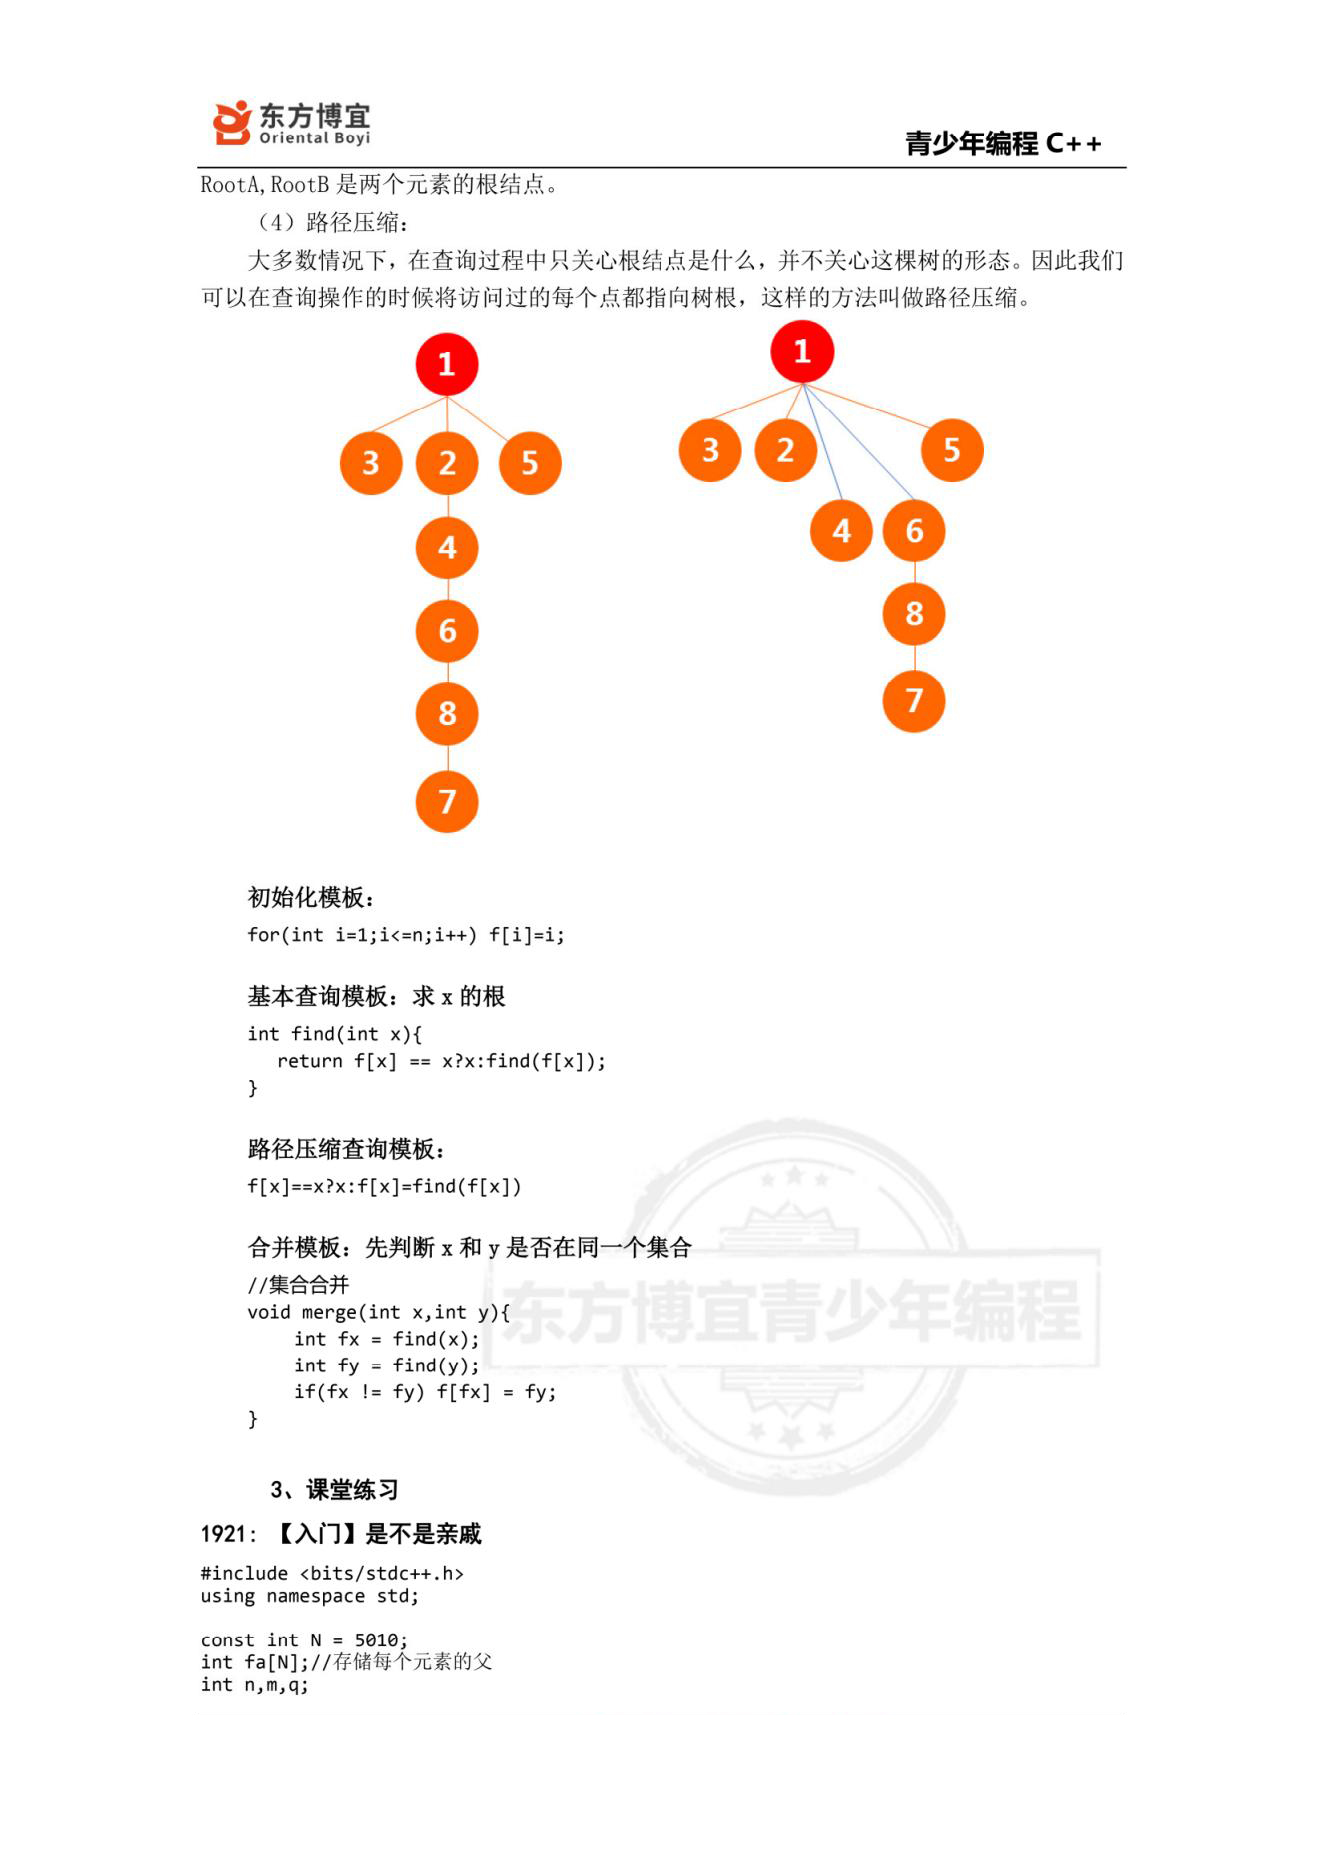 东方博宜
Oriental Boyi
青少年编程 C++
RootA,RootB 是两个元素的根结点。
（4）路径压缩：
大多数情况下，在查询过程中只关心根结点是什么，并不关心这棵树的形态。因此我们
可以在查询操作的时候将访问过的每个点都指向树根，这样的方法叫做路径压缩。
1
3 2 5
4
6
8
7
1
3 2 5
4 6
8
7
初始化模板：
for(int i=1;i<=n;i++) f[i]=i;
基本查询模板：求 x 的根
int find(int x){
return f[x] == x?x:find(f[x]);
}
路径压缩查询模板：
f[x]==x?x:f[x]=find(f[x])
合并模板：先判断 x 和 y 是否在同一个集合
//集合合并
void merge(int x,int y){
int fx = find(x);
int fy = find(y);
if(fx != fy) f[fx] = fy;
}
东方博宜青少年编程
3、课堂练习
1921: 【入门】是不是亲戚
#include <bits/stdc++.h>
using namespace std;
const int N = 5010;
int fa[N];//存储每个元素的父
int n,m,q;